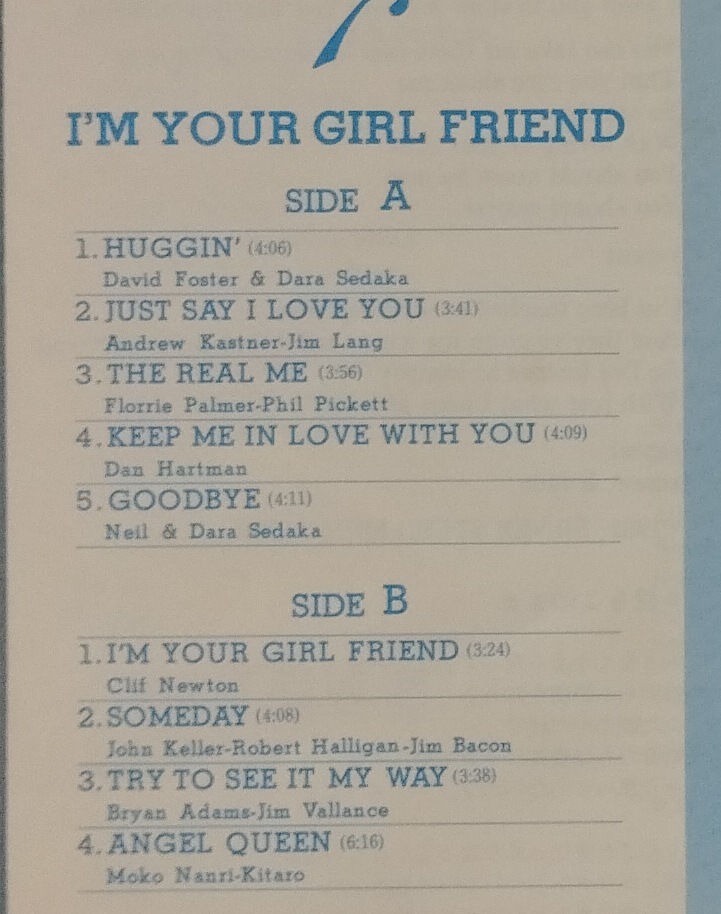 I'M YOUR GIRL FRIEND
SIDE A
1. HUGGIN' (4:06)
David Foster & Dara Sedaka
2. JUST SAY I LOVE YOU (3:41)
Andrew Kastner-Jim Lang
3. THE REAL ME (3:56)
Florrie Palmer-Phil Pickett
4. KEEP ME IN LOVE WITH YOU (4:09)
Dan Hartman
5. GOODBYE (4:11)
Neil & Dara Sedaka
SIDE B
1. I'M YOUR GIRL FRIEND (3:24)
Clif Newton
2. SOMEDAY (4:08)
John Keller-Robert Halligan-Jim Bacon
3. TRY TO SEE IT MY WAY (3:38)
Bryan Adams-Jim Vallance
4. ANGEL QUEEN (6:16)
Moko Nanri-Kitaro